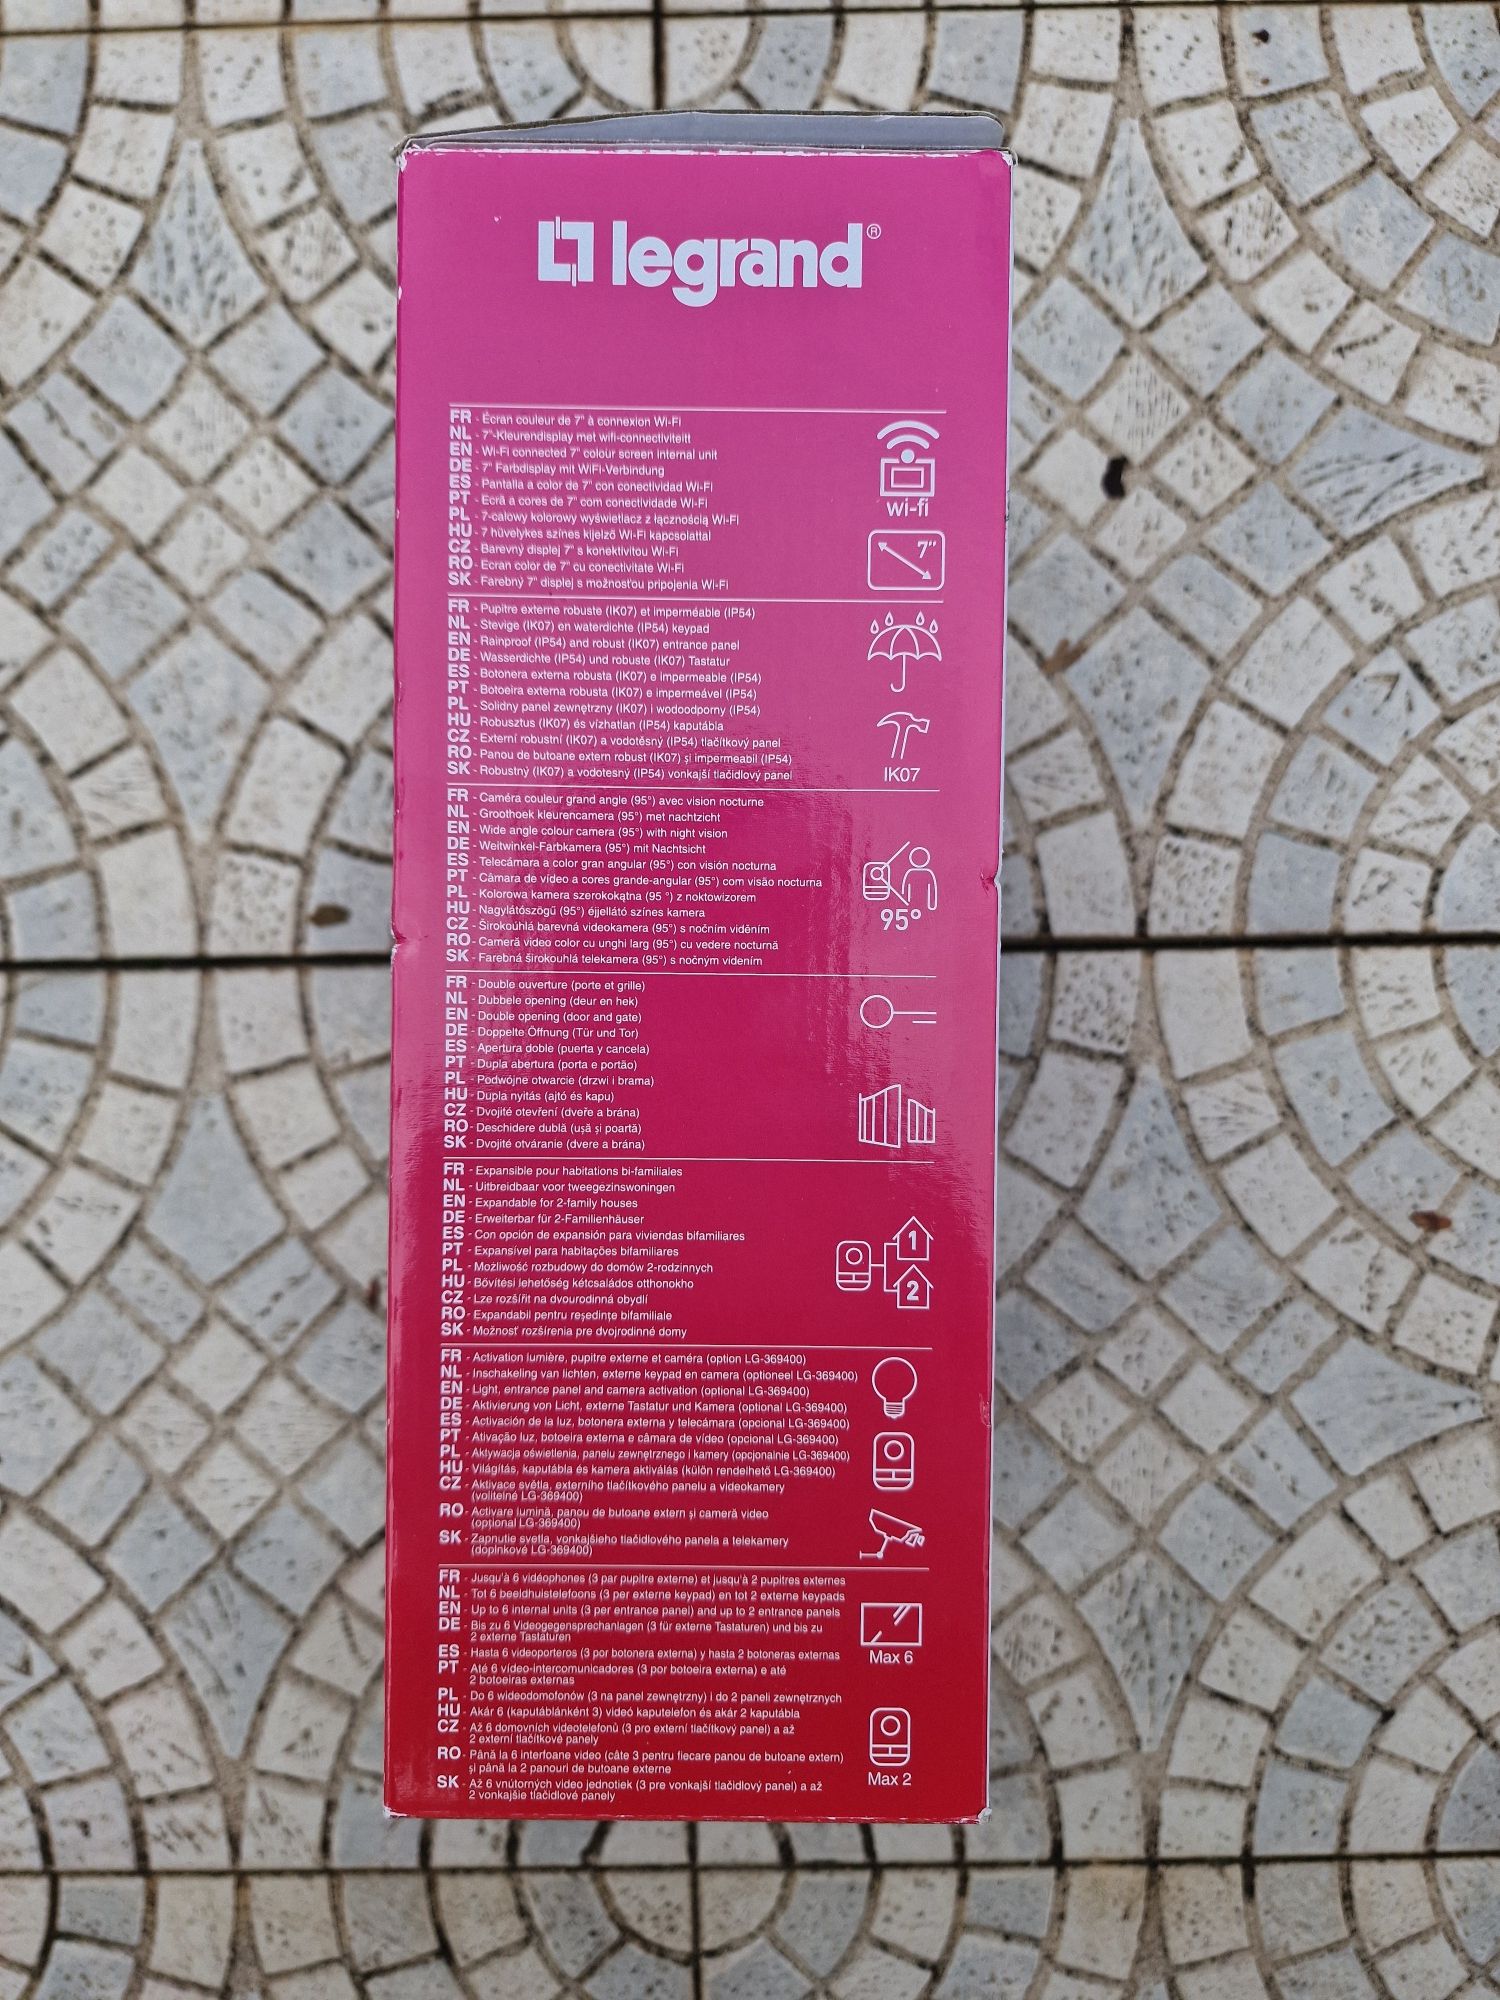 legrand®
FR - Écran couleur de 7" à connexion Wi-Fi
NL - 7"-Kleurendisplay met wifi-connectiviteitt
EN - Wi-Fi connected 7" colour screen internal unit
DE - 7" Farbdisplay mit WiFi-Verbindung
ES - Pantalla a color de 7" con conectividad Wi-Fi
PT - Ecrã a cores de 7" com conectividade Wi-Fi
PL - 7-calowy kolorowy wyświetlacz z łącznością Wi-Fi
HU - 7 hüvelykes színes kijelző Wi-Fi kapcsolattal
CZ - Barevný displej 7" s konektivitou Wi-Fi
RO - Ecran color de 7" cu conectivitate Wi-Fi
SK - Farebný 7" displej s možnosťou pripojenia Wi-Fi
wi-fi
7"
FR - Pupitre externe robuste (IK07) et imperméable (IP54)
NL - Stevige (IK07) en waterdichte (IP54) keypad
EN - Rainproof (IP54) and robust (IK07) entrance panel
DE - Wasserdichte (IP54) und robuste (IK07) Tastatur
ES - Botonera externa robusta (IK07) e impermeable (IP54)
PT - Botoeira externa robusta (IK07) e impermeável (IP54)
PL - Solidny panel zewnętrzny (IK07) i wodoodporny (IP54)
HU - Robusztus (IK07) és vízhatlan (IP54) kaputábla
CZ - Externí robustní (IK07) a vodotěsný (IP54) tlačítkový panel
RO - Panou de butoane extern robust (IK07) și impermeabil (IP54)
SK - Robustný (IK07) a vodotesný (IP54) vonkajší tlačidlový panel
IK07
FR - Caméra couleur grand angle (95°) avec vision nocturne
NL - Groothoek kleurencamera (95°) met nachtzicht
EN - Wide angle colour camera (95°) with night vision
DE - Weitwinkel-Farbkamera (95°) mit Nachtsicht
ES - Telecámara a color gran angular (95°) con visión nocturna
PT - Câmara de vídeo a cores grande-angular (95°) com visão nocturna
PL - Kolorowa kamera szerokokątna (95 °) z noktowizorem
HU - Nagylátószögű (95°) éjjellátó színes kamera
CZ - Širokoúhlá barevná videokamera (95°) s nočním viděním
RO - Cameră video color cu unghi larg (95°) cu vedere nocturnă
SK - Farebná širokouhlá telekamera (95°) s nočným videním
95°
FR - Double ouverture (porte et grille)
NL - Dubbele opening (deur en hek)
EN - Double opening (door and gate)
DE - Doppelte Öffnung (Tür und Tor)
ES - Apertura doble (puerta y cancela)
PT - Dupla abertura (porta e portão)
PL - Podwójne otwarcie (drzwi i brama)
HU - Dupla nyitás (ajtó és kapu)
CZ - Dvojité otevření (dveře a brána)
RO - Deschidere dublă (ușă și poartă)
SK - Dvojité otváranie (dvere a brána)
FR - Expansible pour habitations bi-familiales
NL - Uitbreidbaar voor tweegezinswoningen
EN - Expandable for 2-family houses
DE - Erweiterbar für 2-Familienhäuser
ES - Con opción de expansión para viviendas bifamiliares
PT - Expansível para habitações bifamiliares
PL - Możliwość rozbudowy do domów 2-rodzinnych
HU - Bővítési lehetőség kétcsaládos otthonokho
CZ - Lze rozšířit na dvourodinná obydlí
RO - Expandabil pentru reședințe bifamiliale
SK - Možnosť rozšírenia pre dvojrodinné domy
1
2
FR - Activation lumière, pupitre externe et caméra (option LG-369400)
NL - Inschakeling van lichten, externe keypad en camera (optioneel LG-369400)
EN - Light, entrance panel and camera activation (optional LG-369400)
DE - Aktivierung von Licht, externe Tastatur und Kamera (optional LG-369400)
ES - Activación de la luz, botonera externa y telecámara (opcional LG-369400)
PT - Ativação luz, botoeira externa e câmara de vídeo (opcional LG-369400)
PL - Aktywacja oświetlenia, panelu zewnętrznego i kamery (opcjonalnie LG-369400)
HU - Világítás, kaputábla és kamera aktiválás (külön rendelhető LG-369400)
CZ - Aktivace světla, externího tlačítkového panelu a videokamery
(volitelně LG-369400)
RO - Activare lumină, panou de butoane extern și cameră video
(opțional LG-369400)
SK - Zapnutie svetla, vonkajšieho tlačidlového panela a telekamery
(doplnkové LG-369400)
FR - Jusqu'à 6 vidéophones (3 par pupitre externe) et jusqu'à 2 pupitres externes
NL - Tot 6 beeldhuistelefoons (3 per externe keypad) en tot 2 externe keypads
EN - Up to 6 internal units (3 per entrance panel) and up to 2 entrance panels
DE - Bis zu 6 Videogegensprechanlagen (3 für externe Tastaturen) und bis zu
2 externe Tastaturen
ES - Hasta 6 videoporteros (3 por botonera externa) y hasta 2 botoneras externas
PT - Até 6 vídeo-intercomunicadores (3 por botoeira externa) e até
2 botoeiras externas
PL - Do 6 wideodomofonów (3 na panel zewnętrzny) i do 2 paneli zewnętrznych
HU - Akár 6 (kaputáblánként 3) videó kaputelefon és akár 2 kaputábla
CZ - Až 6 domovních videotelefonů (3 pro externí tlačítkový panel) a až
2 externí tlačítkové panely
RO - Până la 6 interfoane video (câte 3 pentru fiecare panou de butoane extern)
și până la 2 panouri de butoane externe
SK - Až 6 vnútorných video jednotiek (3 pre vonkajší tlačidlový panel) a až
2 vonkajšie tlačidlové panely
Max 6
Max 2